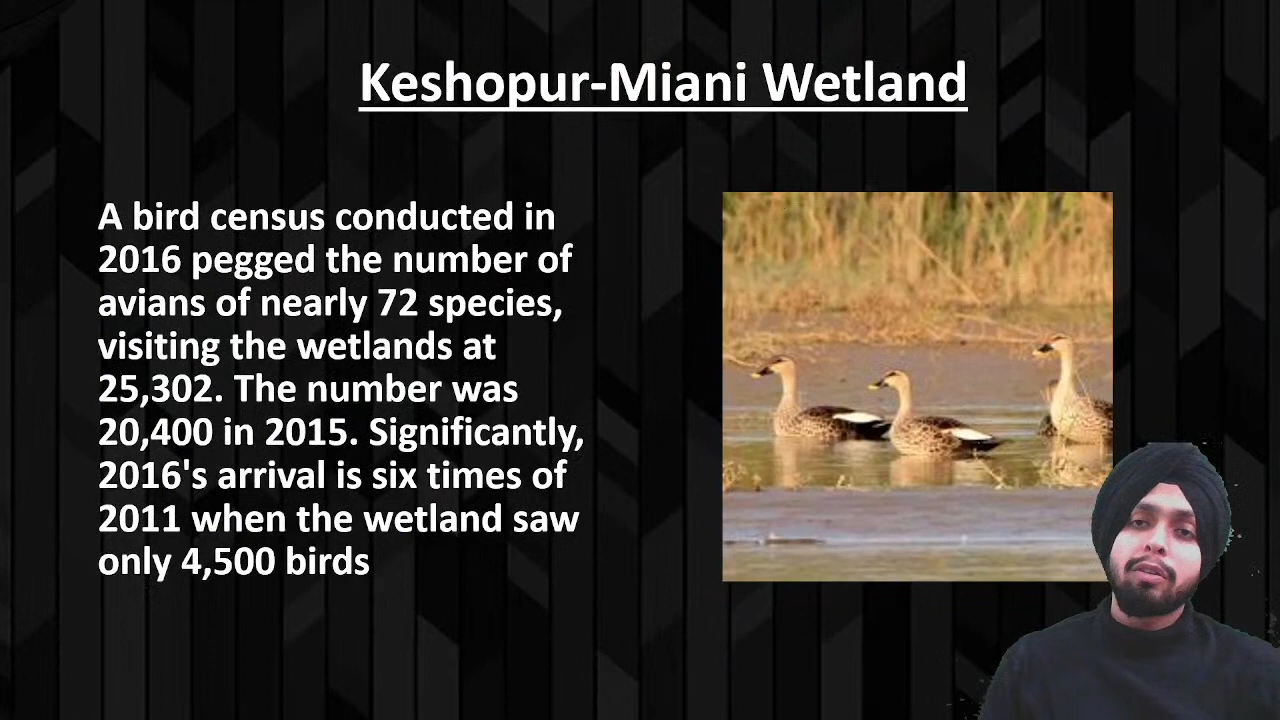 Keshopur-Miani Wetland
A bird census conducted in
2016 pegged the number of
avians of nearly 72 species,
visiting the wetlands at
25,302. The number was
20,400 in 2015. Significantly,
2016's arrival is six times of
2011 when the wetland saw
only 4,500 birds